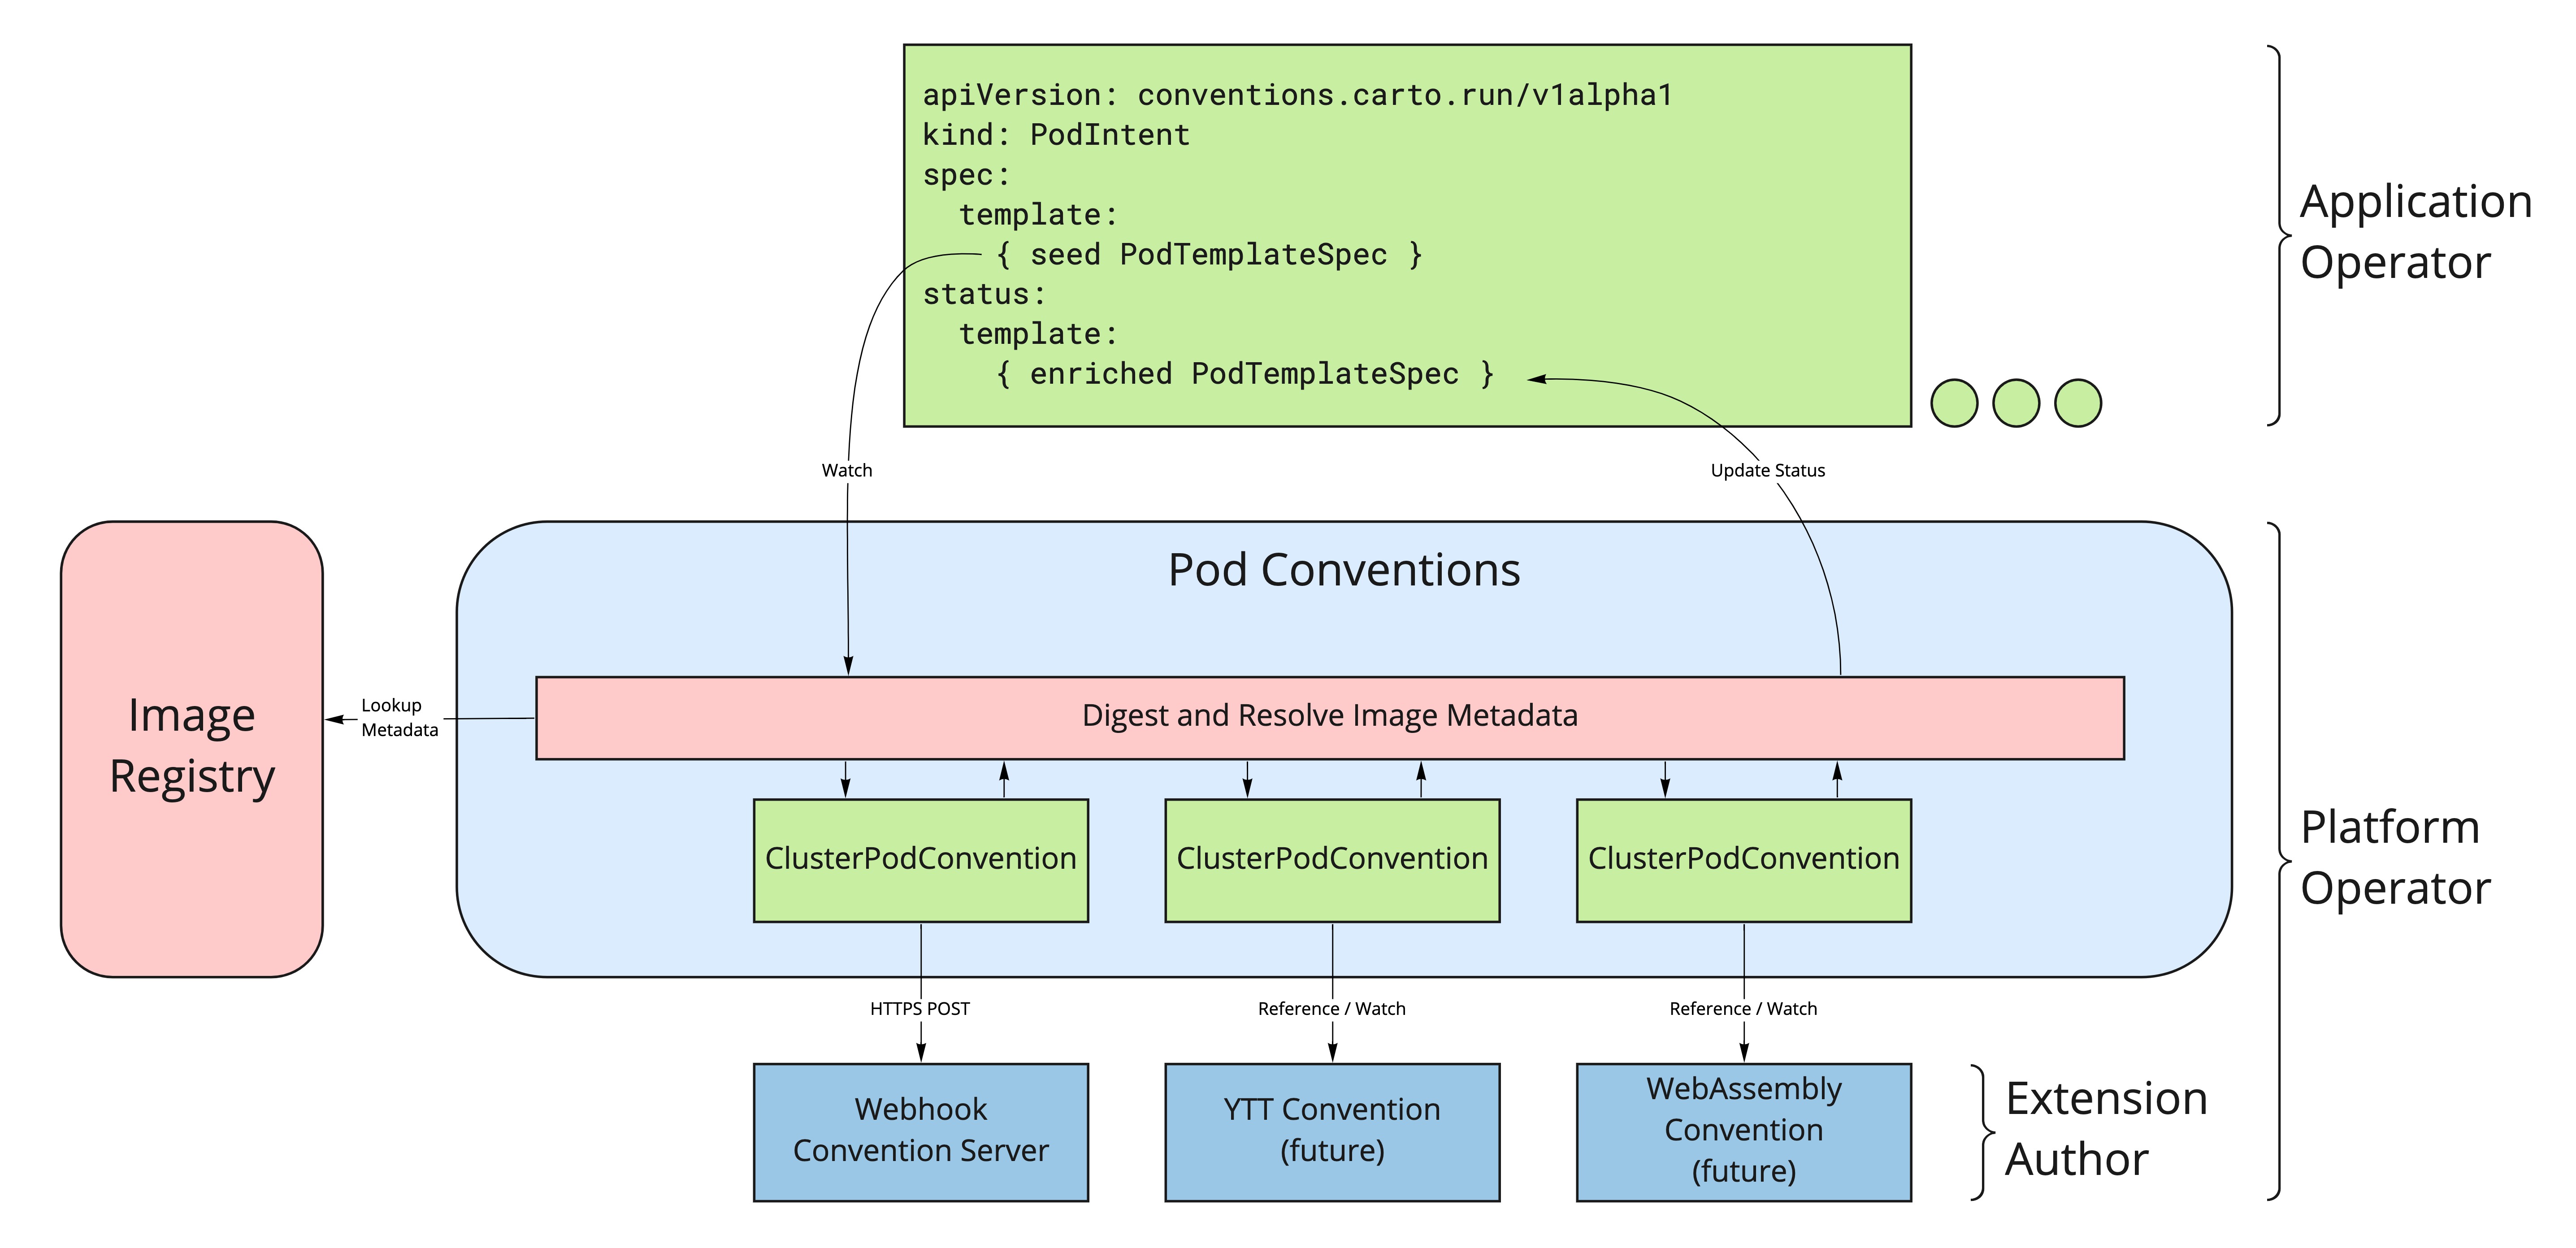 apiVersion: conventions.carto.run/v1alpha1
kind: PodIntent
spec:
  template:
    { seed PodTemplateSpec }
status:
  template:
    { enriched PodTemplateSpec }
Application
Operator
Watch
Update Status
Pod Conventions
Image
Registry
Lookup
Metadata
Digest and Resolve Image Metadata
ClusterPodConvention
ClusterPodConvention
ClusterPodConvention
Platform
Operator
HTTPS POST
Reference / Watch
Reference / Watch
Webhook
Convention Server
YTT Convention
(future)
WebAssembly
Convention
(future)
Extension
Author